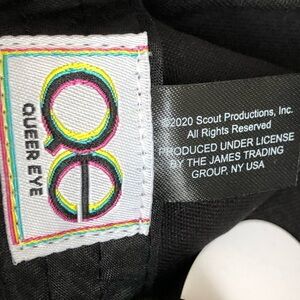 QE
QUEER EYE
©2020 Scout Productions, Inc.
All Rights Reserved
PRODUCED UNDER LICENSE
BY THE JAMES TRADING
GROUP, NY USA